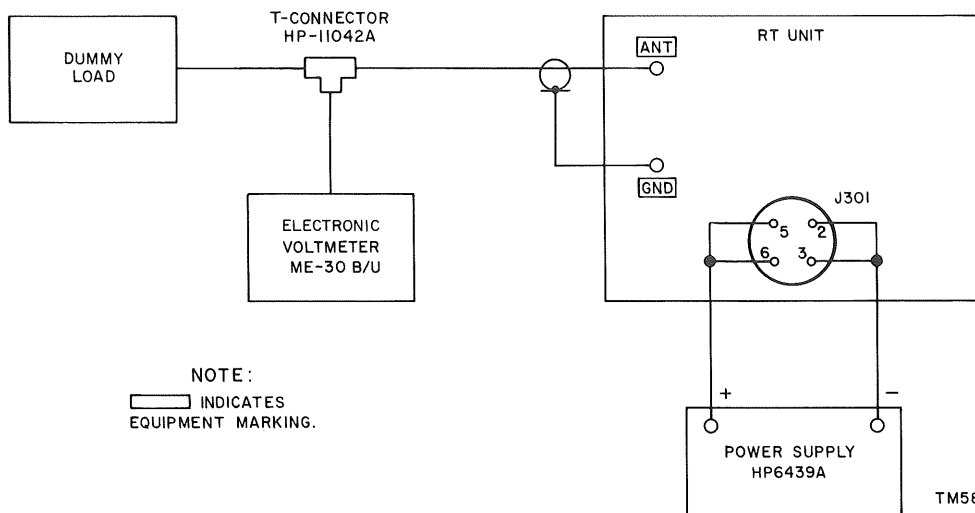 T-CONNECTOR
HP-11042A
DUMMY
LOAD
RT UNIT
ANT
GND
J301
5
2
6
3
ELECTRONIC
VOLTMETER
ME-30 B/U
NOTE:
INDICATES
EQUIPMENT MARKING.
+
−
POWER SUPPLY
HP6439A
TM58